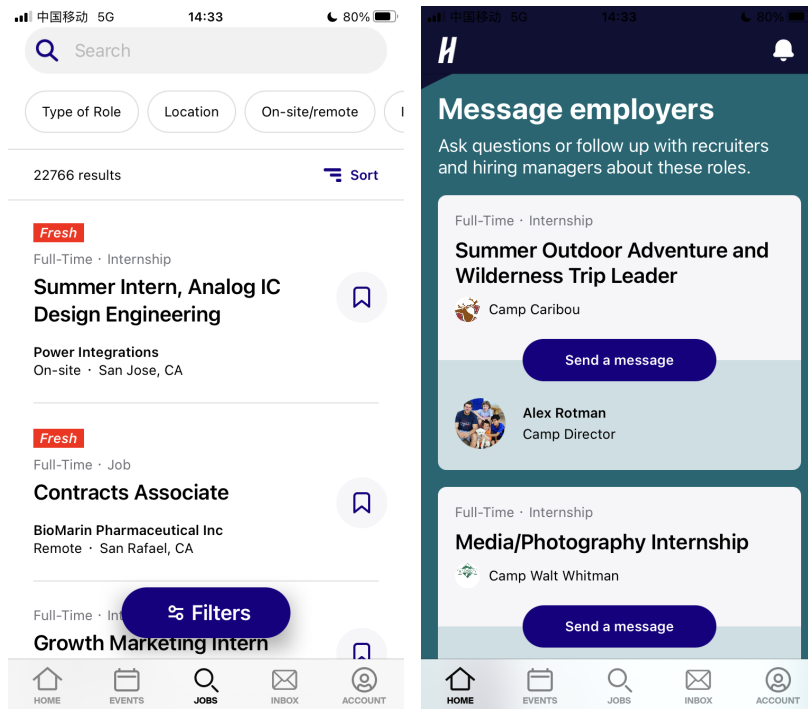 中国移动 5G 14:33 80%
Search
Type of Role Location On-site/remote
22766 results Sort
Fresh
Full-Time · Internship
Summer Intern, Analog IC
Design Engineering
Power Integrations
On-site · San Jose, CA
Fresh
Full-Time · Job
Contracts Associate
BioMarin Pharmaceutical Inc
Remote · San Rafael, CA
Full-Time · Int
Filters
Growth Marketing Intern
HOME EVENTS JOBS INBOX ACCOUNT
中国移动 5G 14:33 80%
H
Message employers
Ask questions or follow up with recruiters
and hiring managers about these roles.
Full-Time · Internship
Summer Outdoor Adventure and
Wilderness Trip Leader
Camp Caribou
Send a message
Alex Rotman
Camp Director
Full-Time · Internship
Media/Photography Internship
Camp Walt Whitman
Send a message
HOME EVENTS JOBS INBOX ACCOUNT